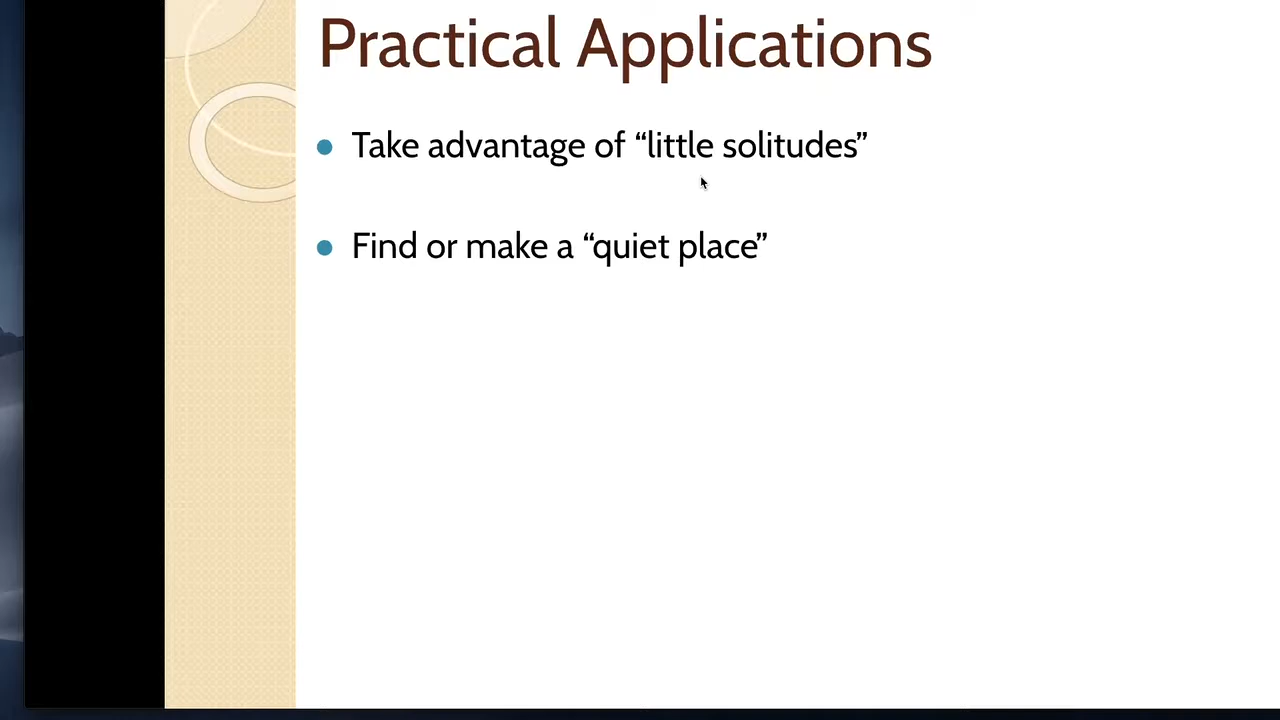 Practical Applications
Take advantage of “little solitudes”
Find or make a “quiet place”